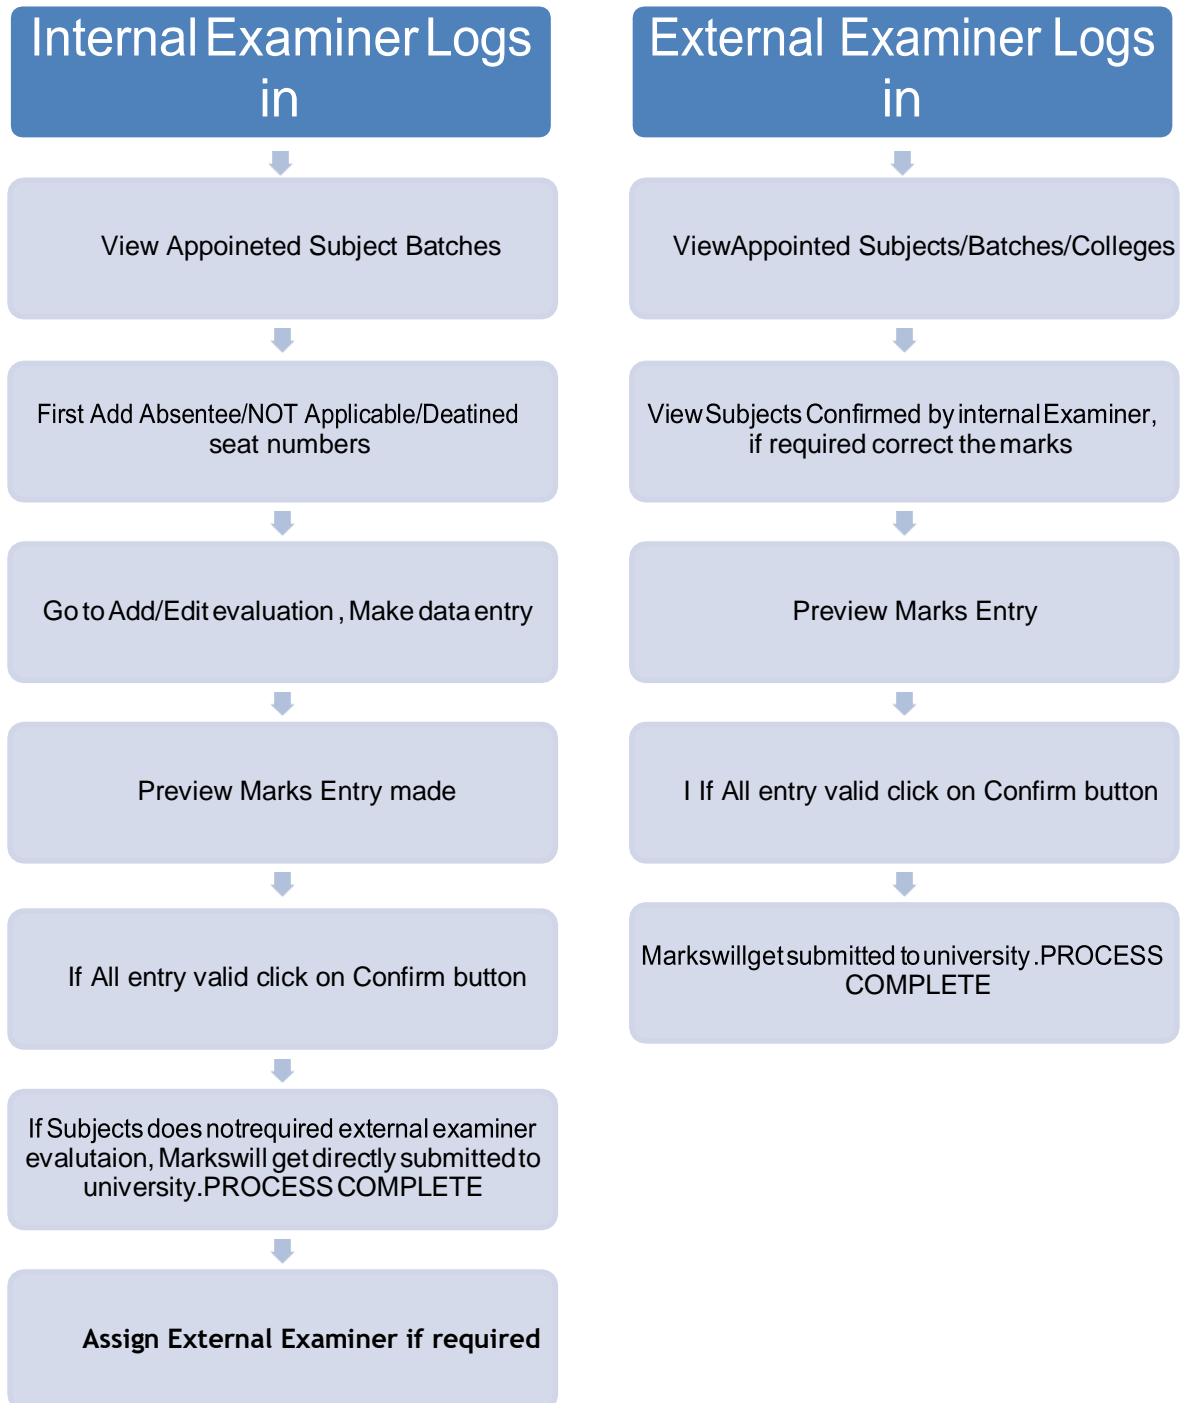 Internal Examiner Logs
in
View Appoineted Subject Batches
First Add Absentee/NOT Applicable/Deatined
seat numbers
Go to Add/Edit evaluation , Make data entry
Preview Marks Entry made
If All entry valid click on Confirm button
If Subjects does notrequired external examiner
evalutaion, Markswill get directly submitted to
university.PROCESS COMPLETE
Assign External Examiner if required
External Examiner Logs
in
ViewAppointed Subjects/Batches/Colleges
View Subjects Confirmed by internal Examiner,
if required correct the marks
Preview Marks Entry
I If All entry valid click on Confirm button
Markswillget submitted to university .PROCESS
COMPLETE